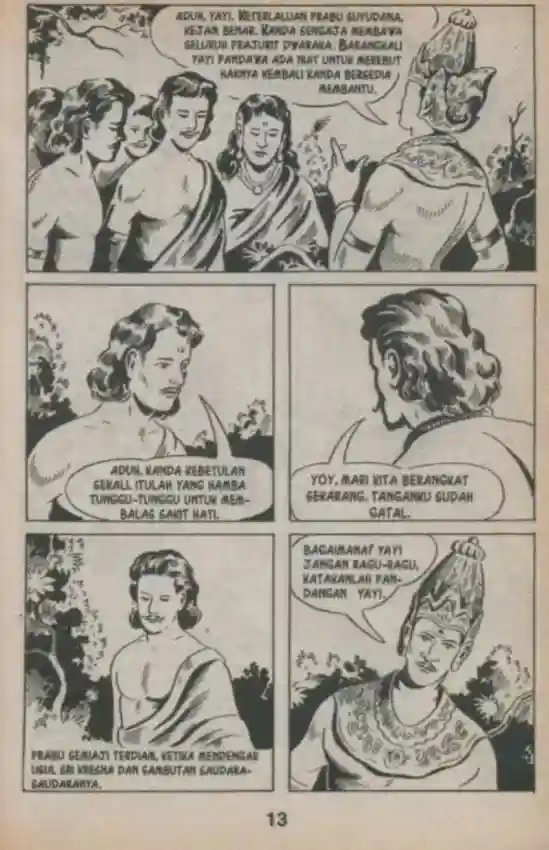 ADUH, YAYI. KETERLALUAN PRABU SUYUDANA,
KEJAM BENAR. KANDA SENGAJA MEMBAWA
SELURUH PRAJURIT DWARAKA. BARANGKALI
YAYI PANDAWA ADA NIAT UNTUK MEREBUT
HAKNYA KEMBALI KANDA BERSEDIA
MEMBANTU.
ADUH, KANDA KEBETULAN
SEKALI. ITULAH YANG HAMBA
TUNGGU-TUNGGU UNTUK MEM-
BALAS SAKIT HATI.
YOY, MARI KITA BERANGKAT
SEKARANG. TANGANKU SUDAH
GATAL.
PRABU GEMIAJI TERDIAM, KETIKA MENDENGAR
USUL SRI KRESNA DAN SAMBUTAN SAUDARA-
SAUDARANYA.
BAGAIMANA? YAYI
JANGAN RAGU-RAGU,
KATAKANLAH PAN-
DANGAN YAYI.
13